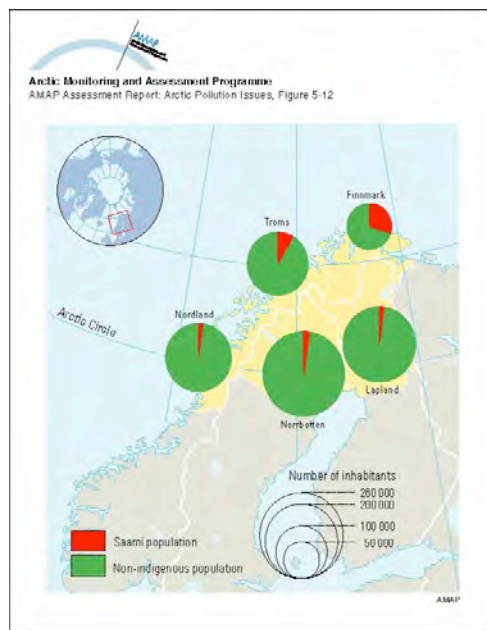 AMAP
Arctic Monitoring and Assessment Programme
AMAP Assessment Report: Arctic Pollution Issues, Figure 5-12
Finnmark
Troms
Nordland
Arctic Circle
Lapland
Norrbotten
Number of inhabitants
260 000
200 000
100 000
50 000
Saami population
Non-indigenous population
AMAP